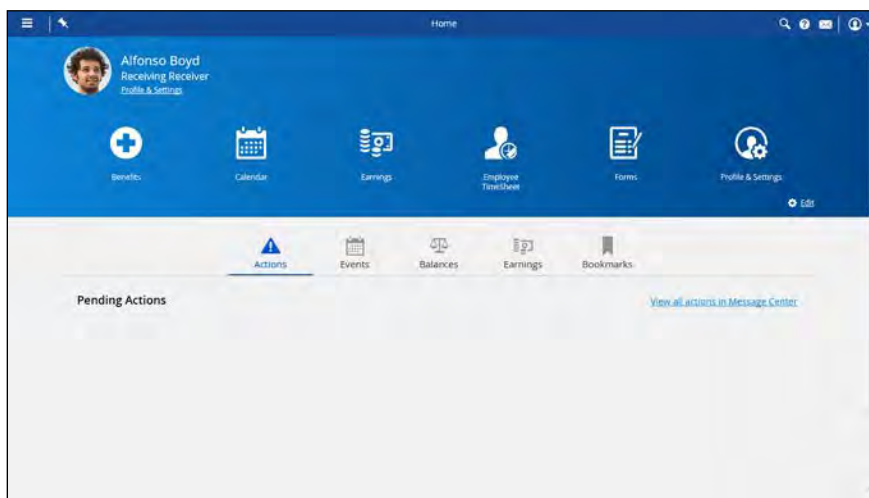 Home
Alfonso Boyd
Receiving Receiver
Profile & Settings
Benefits
Calendar
Earnings
Employee
TimeSheet
Forms
Profile & Settings
Edit
Actions
Events
Balances
Earnings
Bookmarks
Pending Actions
View all actions in Message Center